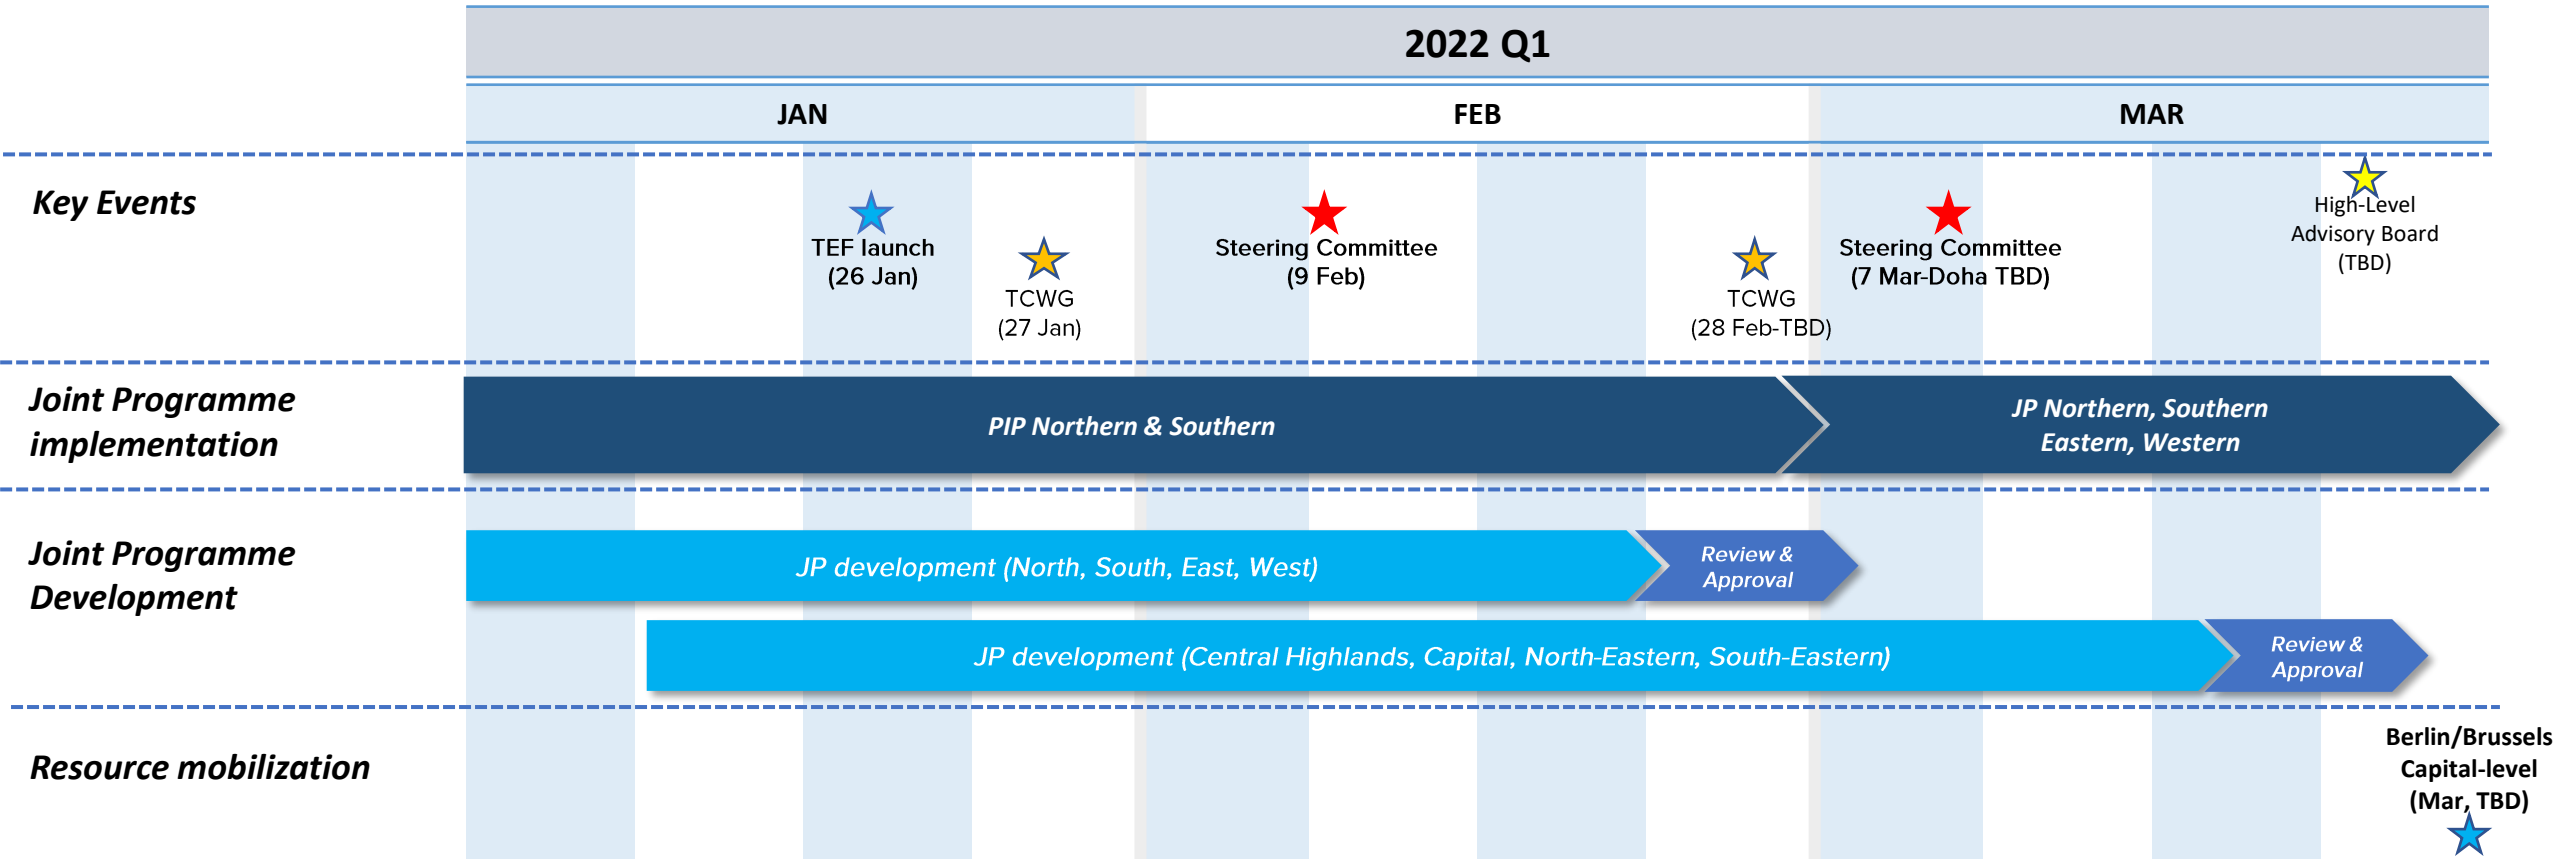 2022 Q1
JAN
FEB
MAR
Key Events
TEF launch
(26 Jan)
TCWG
(27 Jan)
Steering Committee
(9 Feb)
TCWG
(28 Feb-TBD)
Steering Committee
(7 Mar-Doha TBD)
High-Level
Advisory Board
(TBD)
Joint Programme
implementation
PIP Northern & Southern
JP Northern, Southern
Eastern, Western
Joint Programme
Development
JP development (North, South, East, West)
Review &
Approval
JP development (Central Highlands, Capital, North-Eastern, South-Eastern)
Review &
Approval
Resource mobilization
Berlin/Brussels
Capital-level
(Mar, TBD)